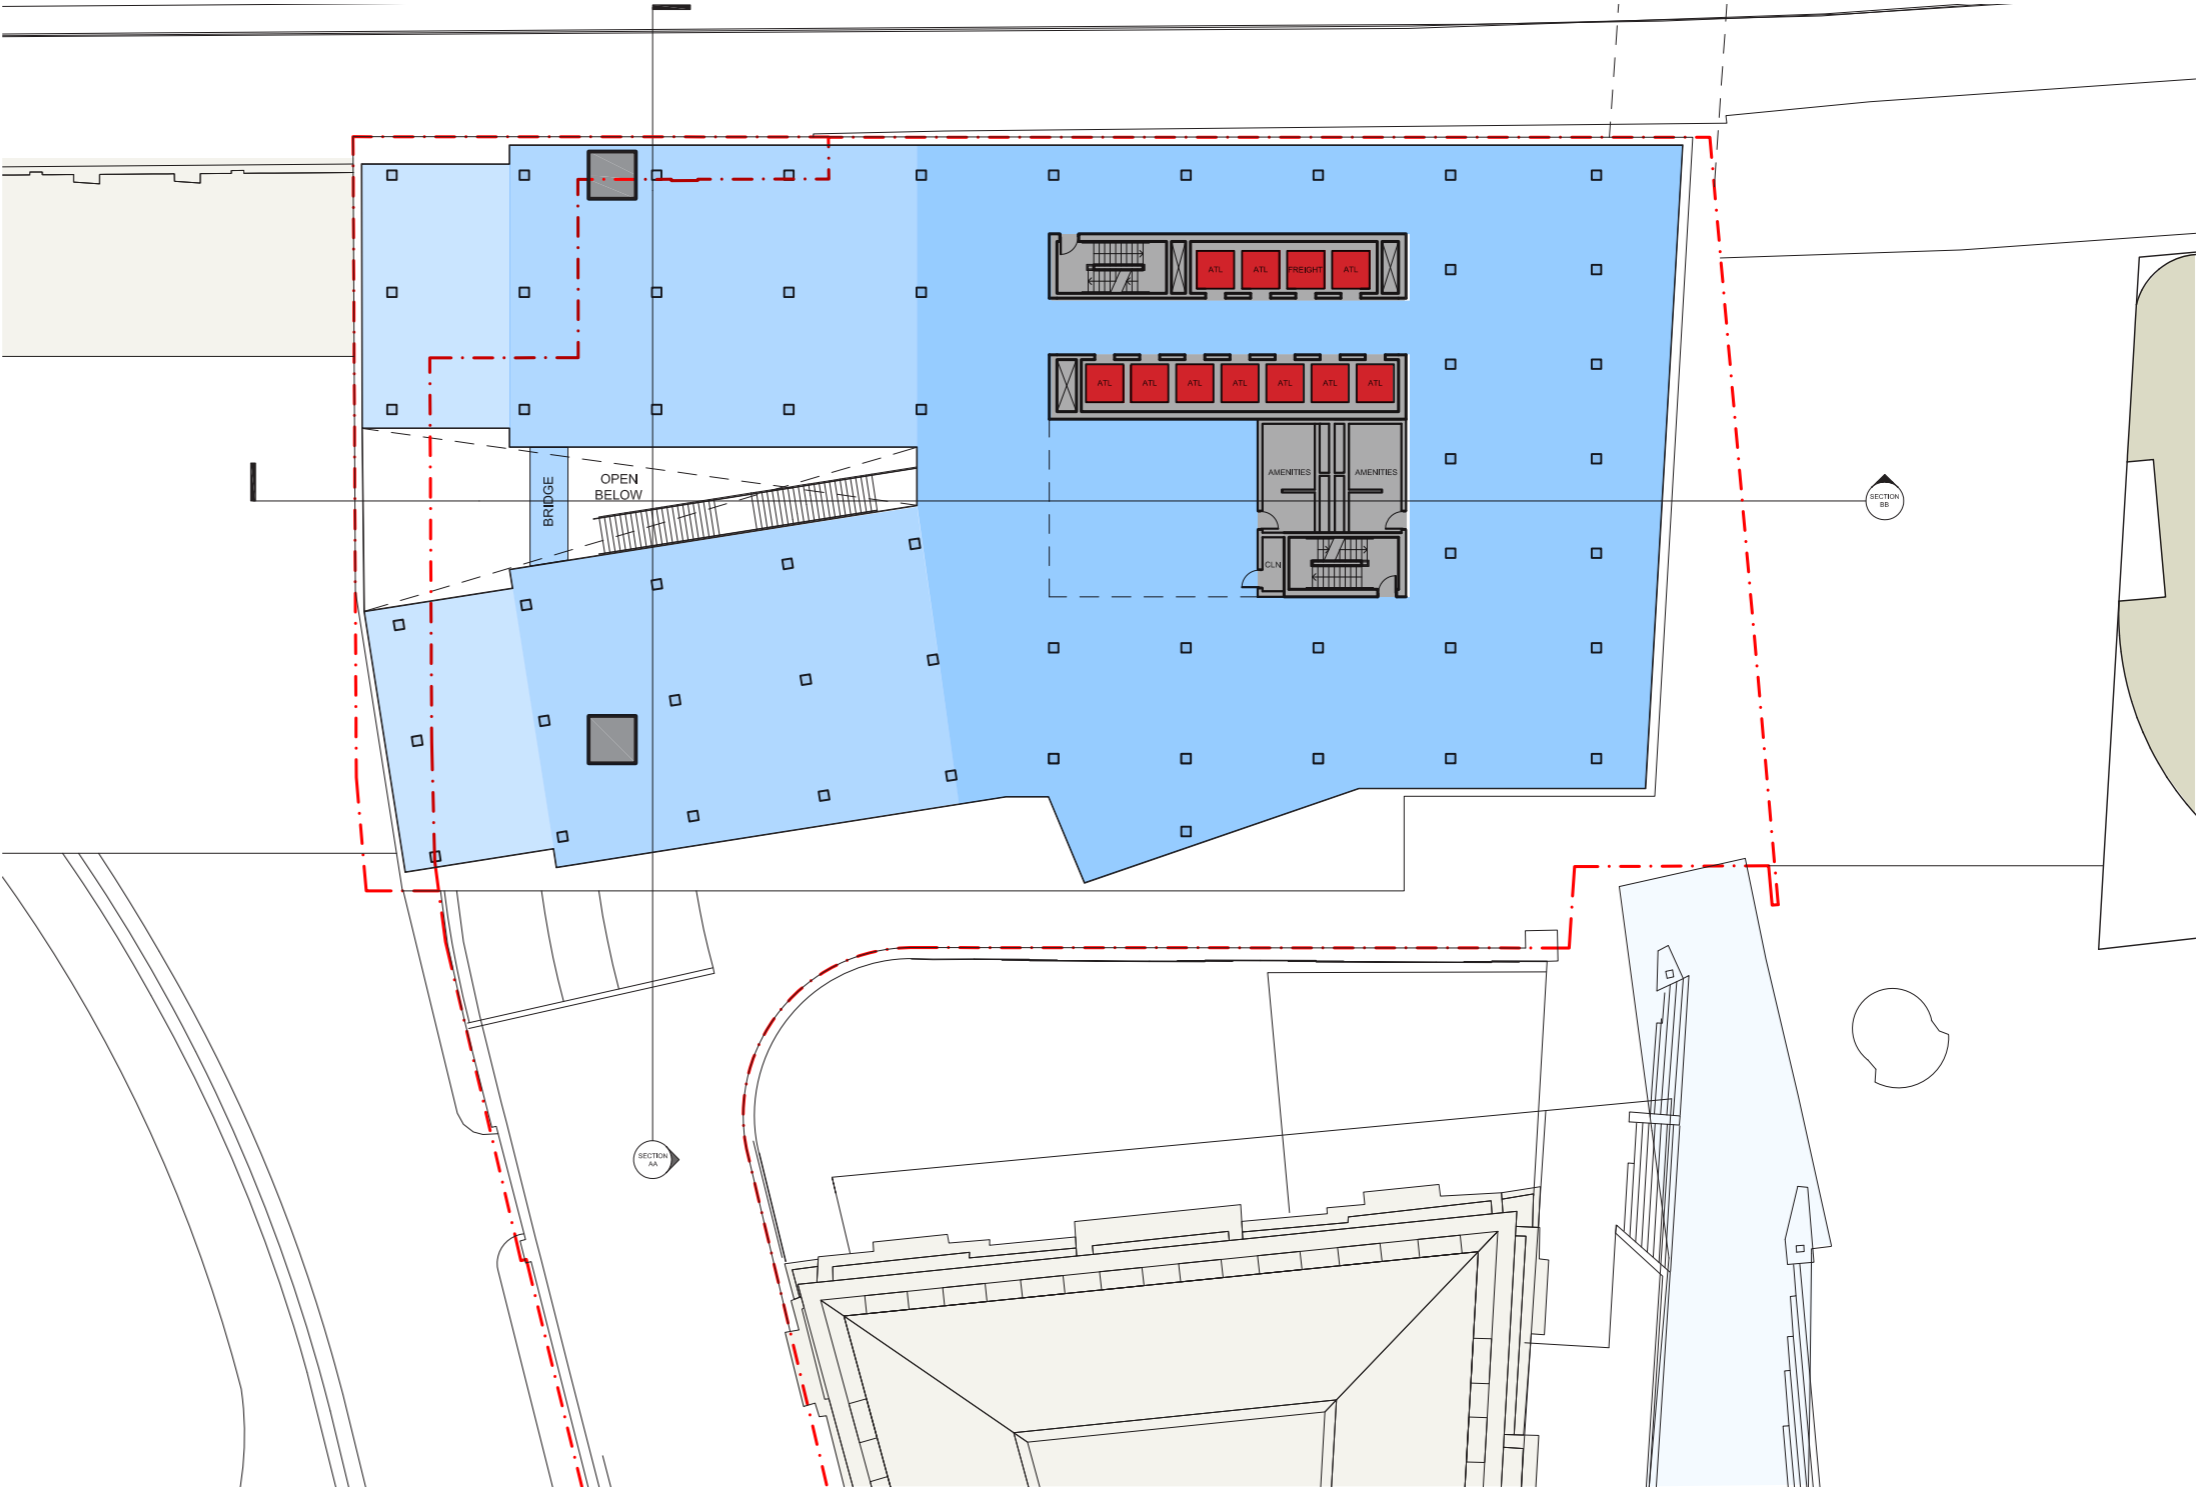 ATL
ATL
FREIGHT
ATL
ATL
ATL
ATL
ATL
ATL
ATL
ATL
AMENITIES
AMENITIES
OPEN
BELOW
BRIDGE
SECTION
BB
CLN
SECTION
AA